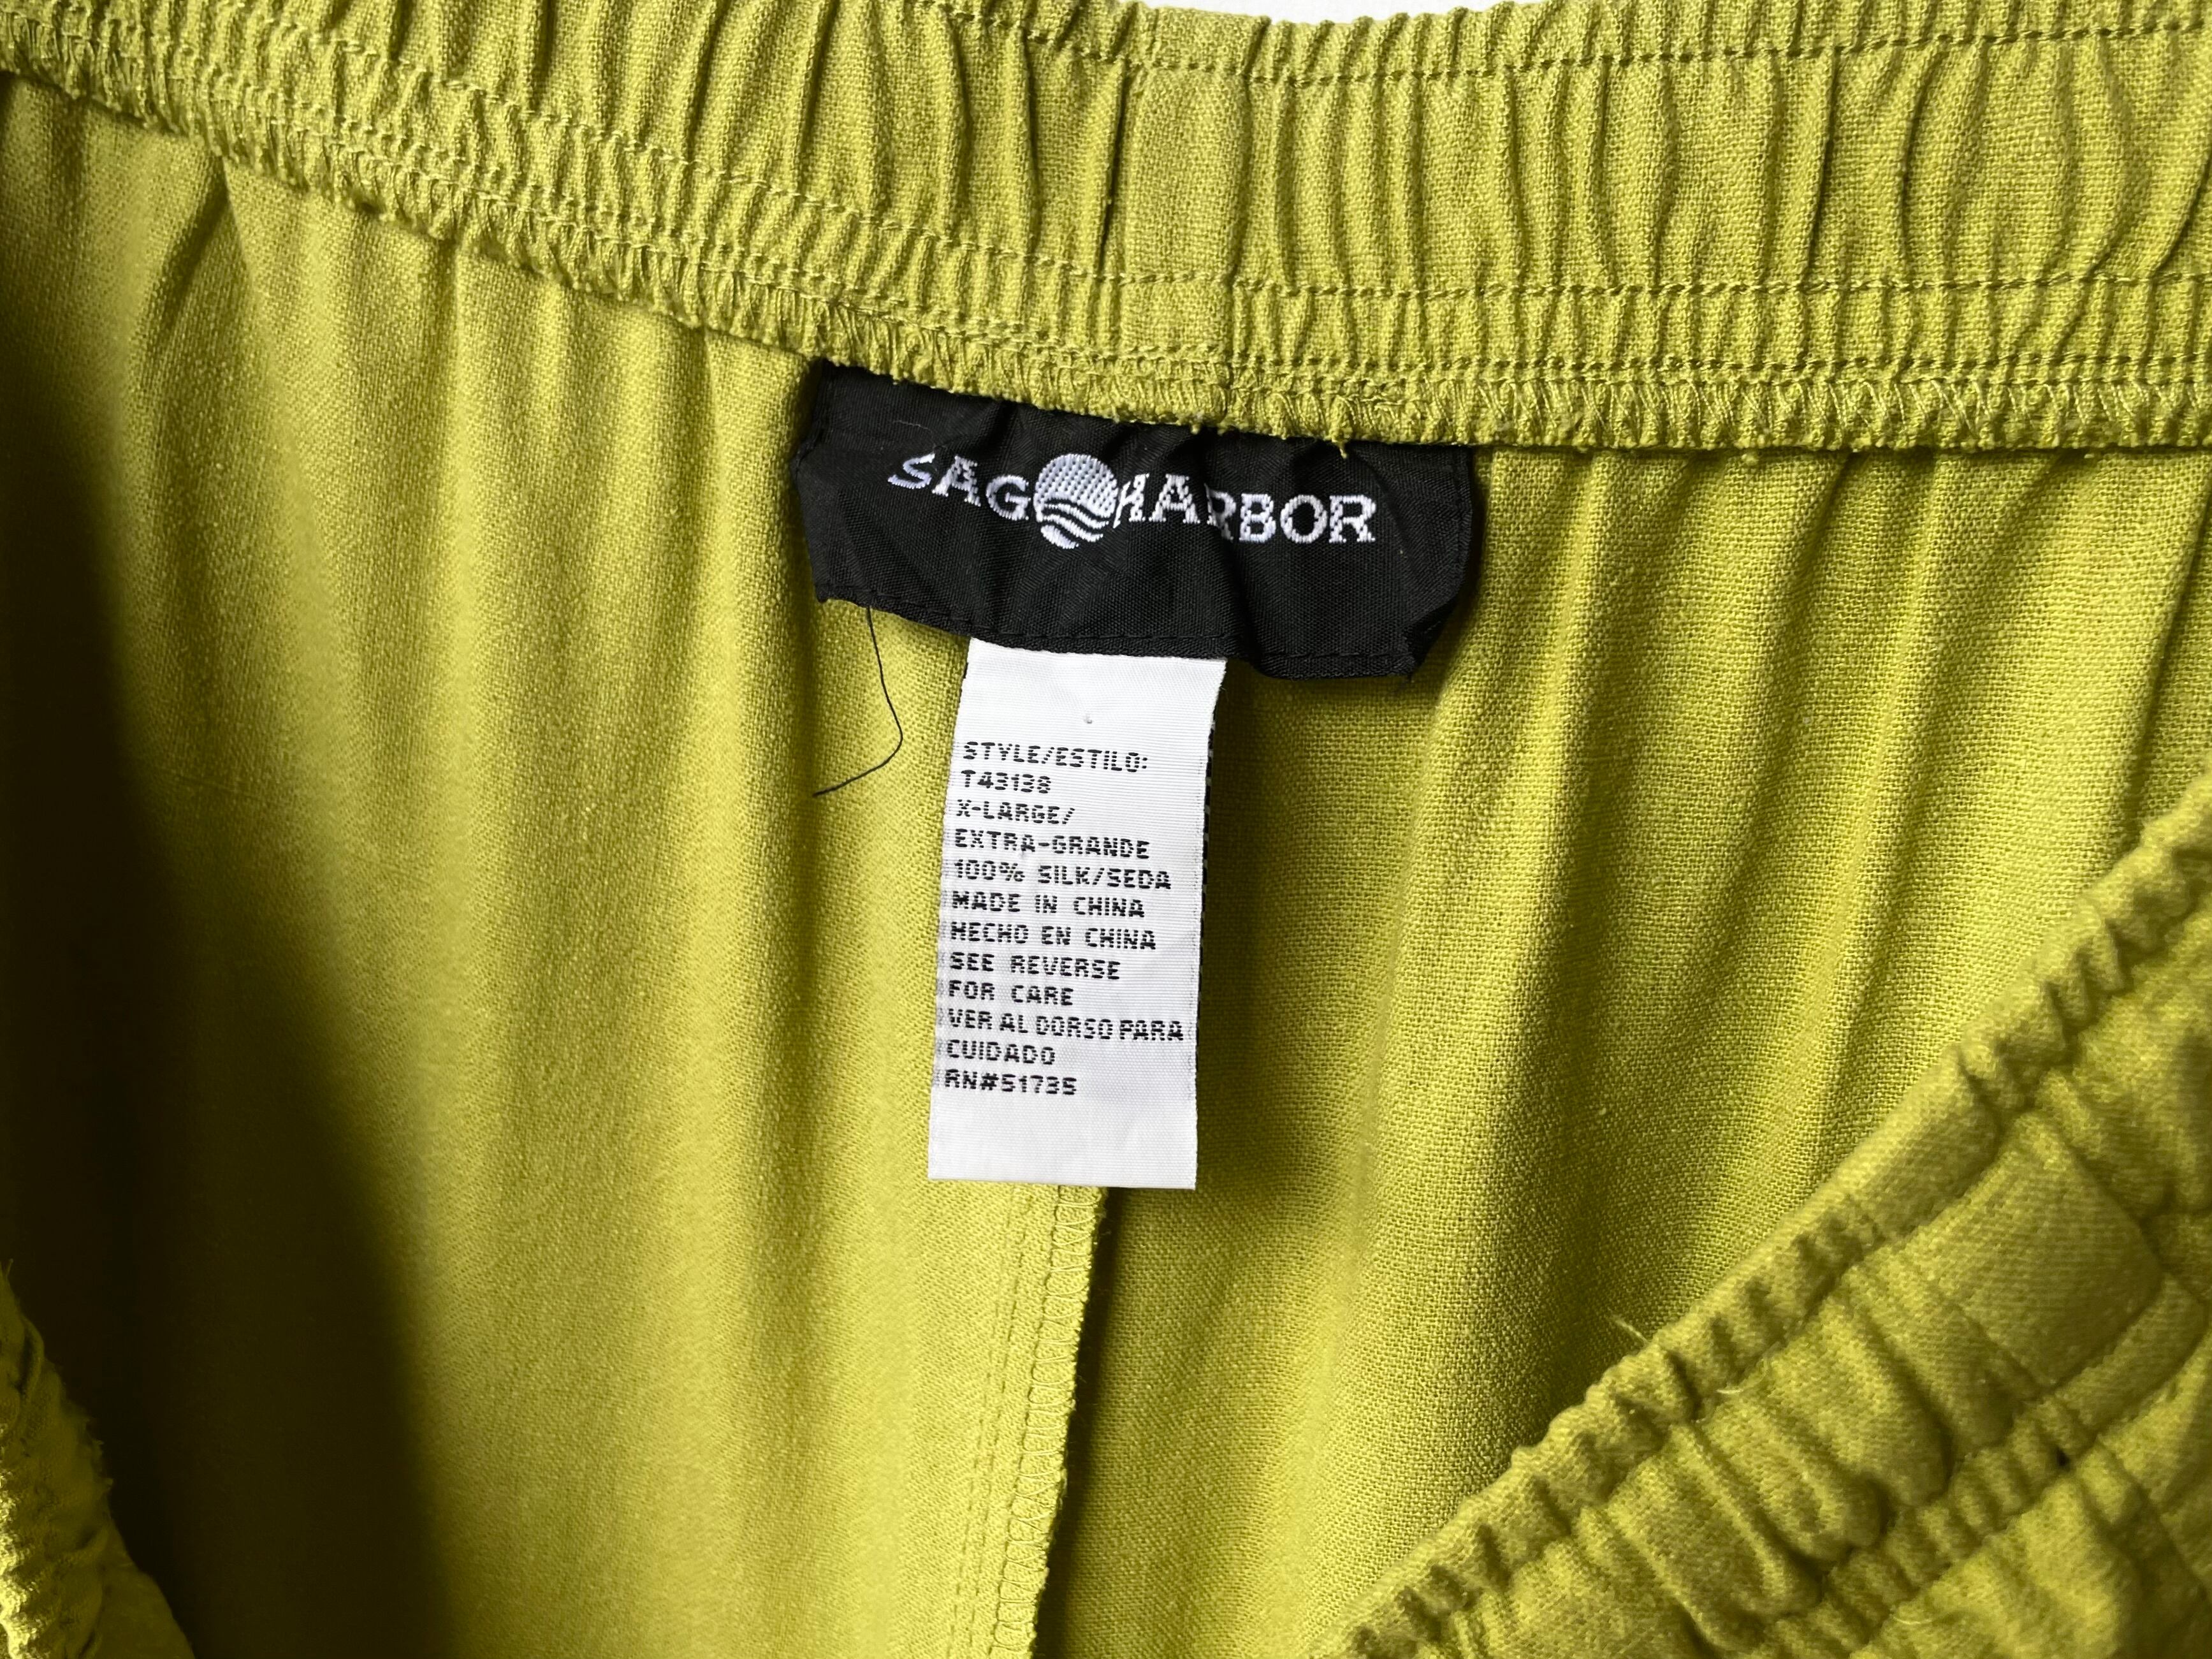 SAG HARBOR
STYLE/ESTILO:
T43138
X-LARGE/
EXTRA-GRANDE
100% SILK/SEDA
MADE IN CHINA
HECHO EN CHINA
SEE REVERSE
FOR CARE
VER AL DORSO PARA
CUIDADO
RN#51735